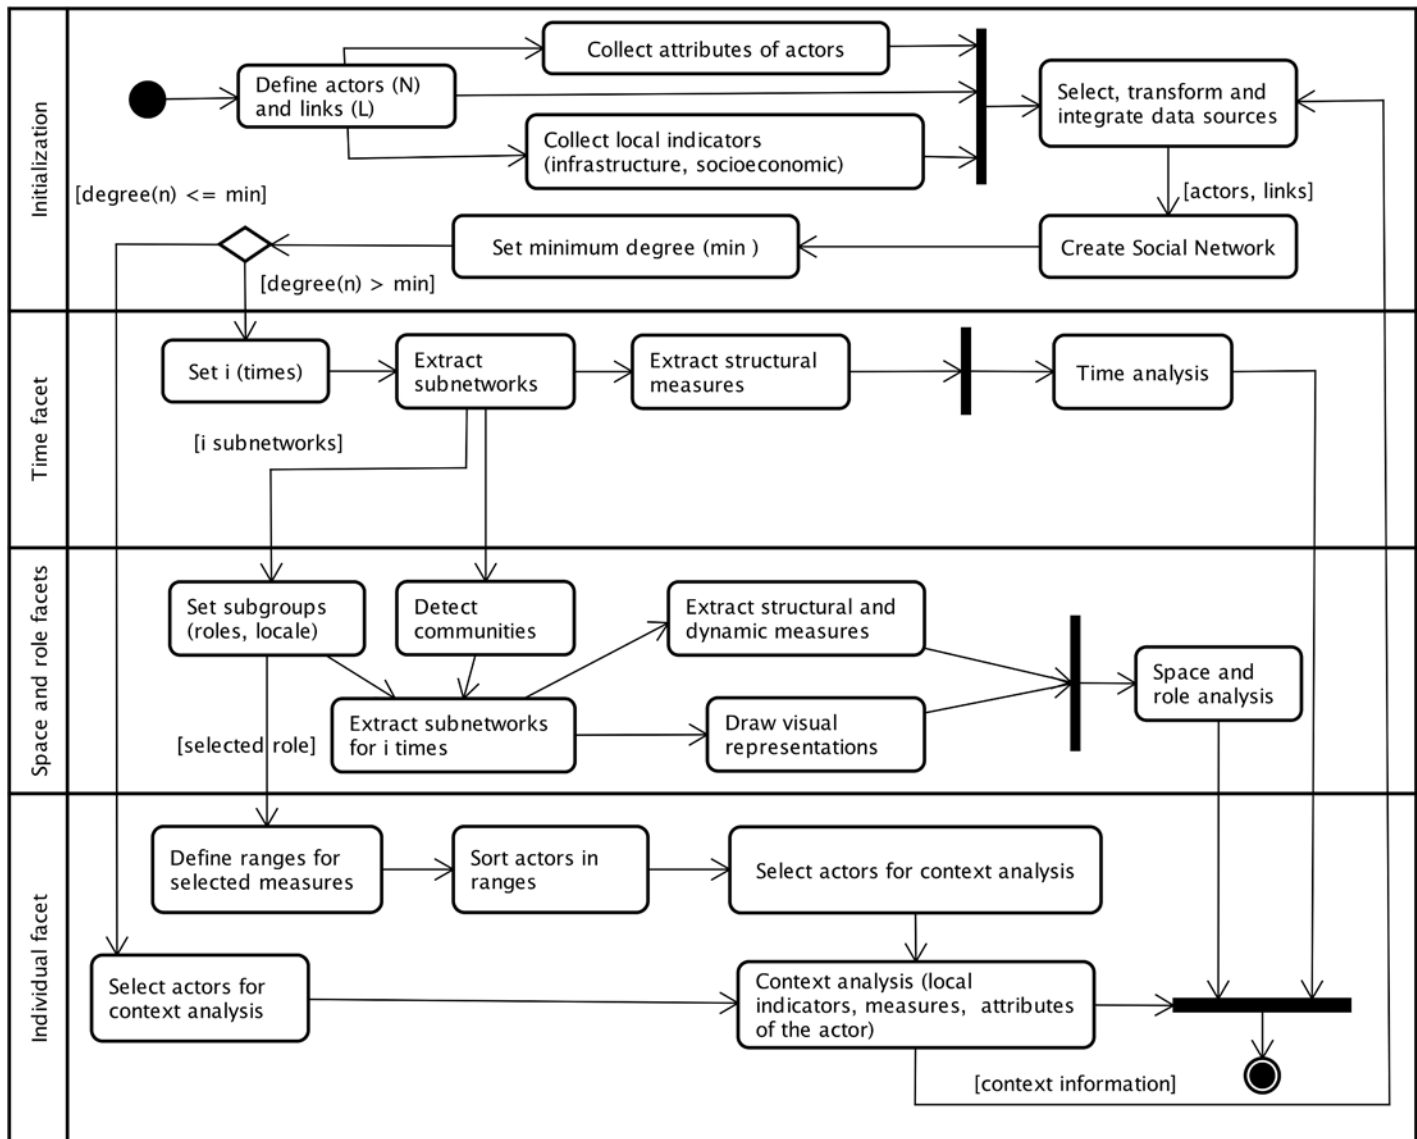 Initialization
Define actors (N)
and links (L)
Collect attributes of actors
Collect local indicators
(infrastructure, socioeconomic)
Select, transform and
integrate data sources
[actors, links]
Create Social Network
Set minimum degree (min )
[degree(n) <= min]
[degree(n) > min]
Time facet
Set i (times)
Extract
subnetworks
Extract structural
measures
Time analysis
[i subnetworks]
Space and role facets
Set subgroups
(roles, locale)
Detect
communities
Extract structural and
dynamic measures
Space and
role analysis
Extract subnetworks
for i times
Draw visual
representations
[selected role]
Individual facet
Define ranges for
selected measures
Sort actors in
ranges
Select actors for context analysis
Select actors for
context analysis
Context analysis (local
indicators, measures,  attributes
of the actor)
[context information]